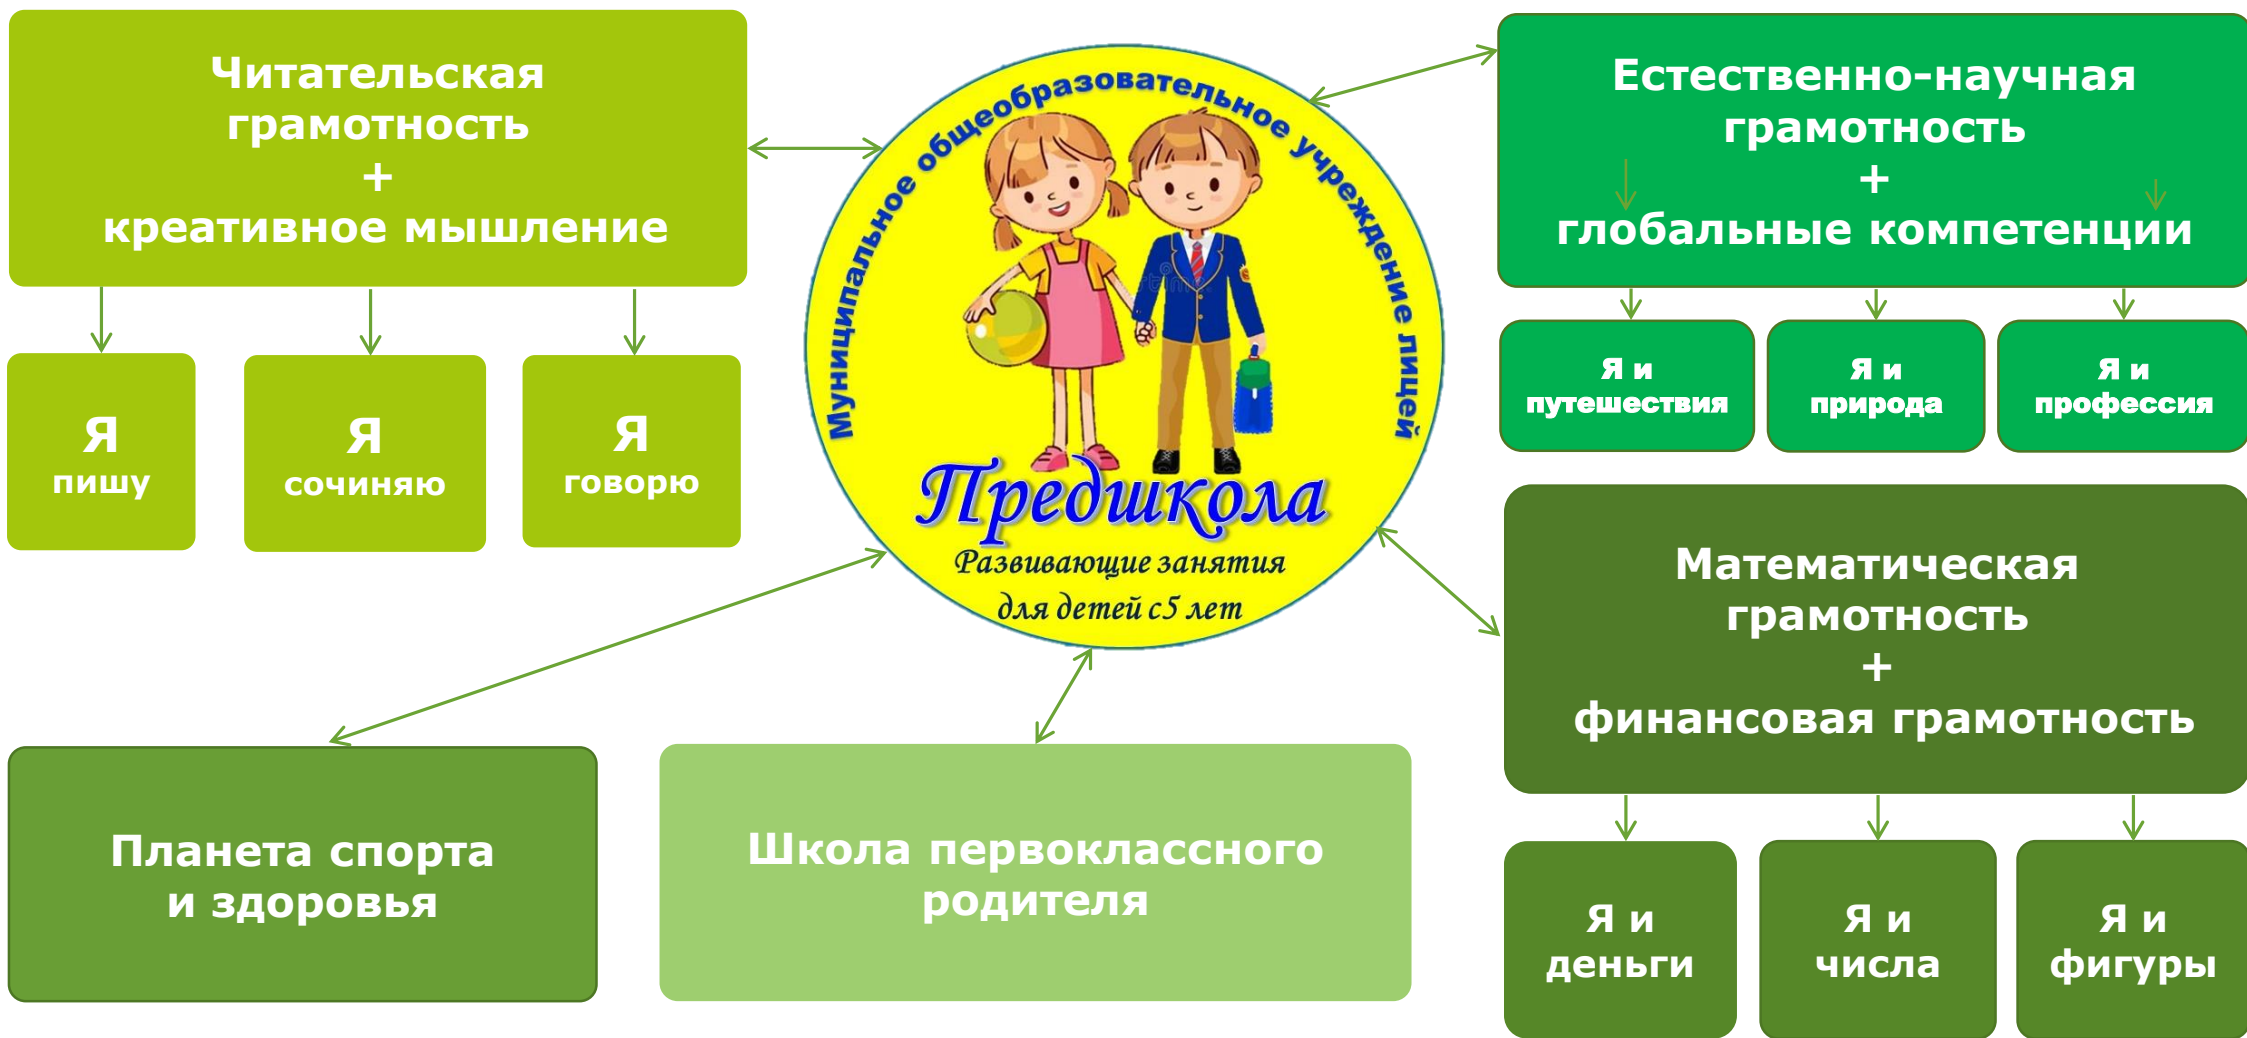 Читательская
грамотность
+
креативное мышление
Я
пишу
Я
сочиняю
Я
говорю
Муниципальное общеобразовательное учреждение лицей
Предшкола
Развивающие занятия
для детей с5 лет
Естественно-научная
грамотность
+
глобальные компетенции
Я и
путешествия
Я и
природа
Я и
профессия
Математическая
грамотность
+
финансовая грамотность
Я и
деньги
Я и
числа
Я и
фигуры
Планета спорта
и здоровья
Школа первоклассного
родителя